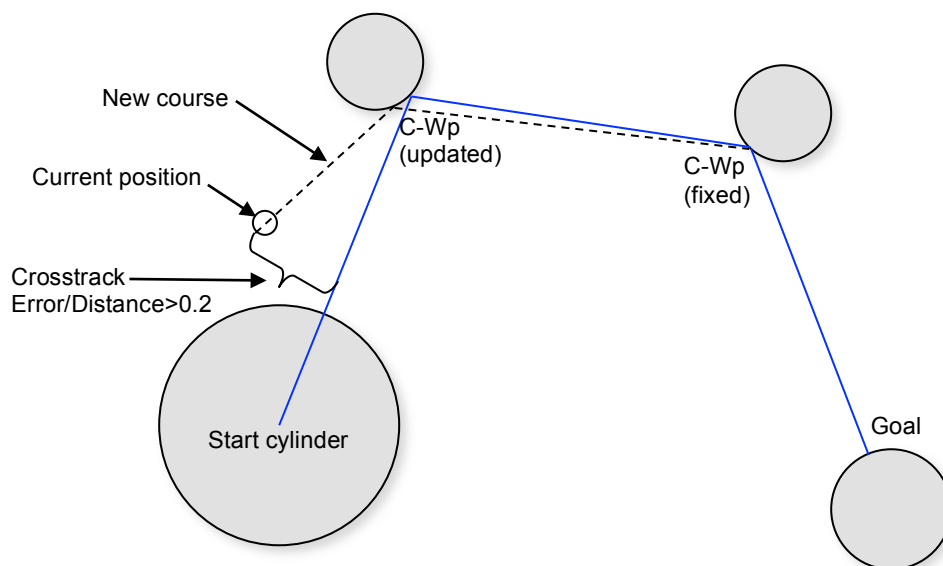 New course
C-Wp
(updated)
C-Wp
(fixed)
Current position
Crosstrack
Error/Distance>0.2
Start cylinder
Goal